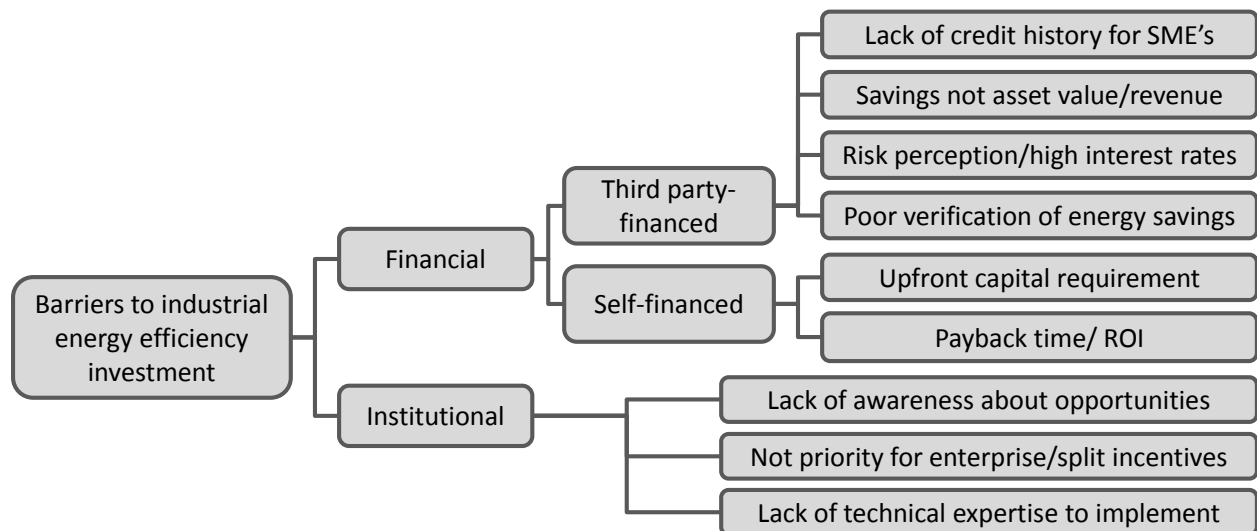 Barriers to industrial
energy efficiency
investment
Financial
Third party-
financed
Lack of credit history for SME's
Savings not asset value/revenue
Risk perception/high interest rates
Poor verification of energy savings
Self-financed
Upfront capital requirement
Payback time/ ROI
Institutional
Lack of awareness about opportunities
Not priority for enterprise/split incentives
Lack of technical expertise to implement